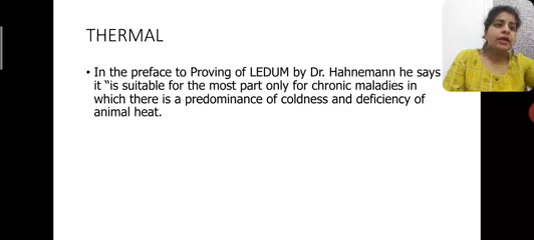 THERMAL
• In the preface to Proving of LEDUM by Dr. Hahnemann he says
it “is suitable for the most part only for chronic maladies in
which there is a predominance of coldness and deficiency of
animal heat.